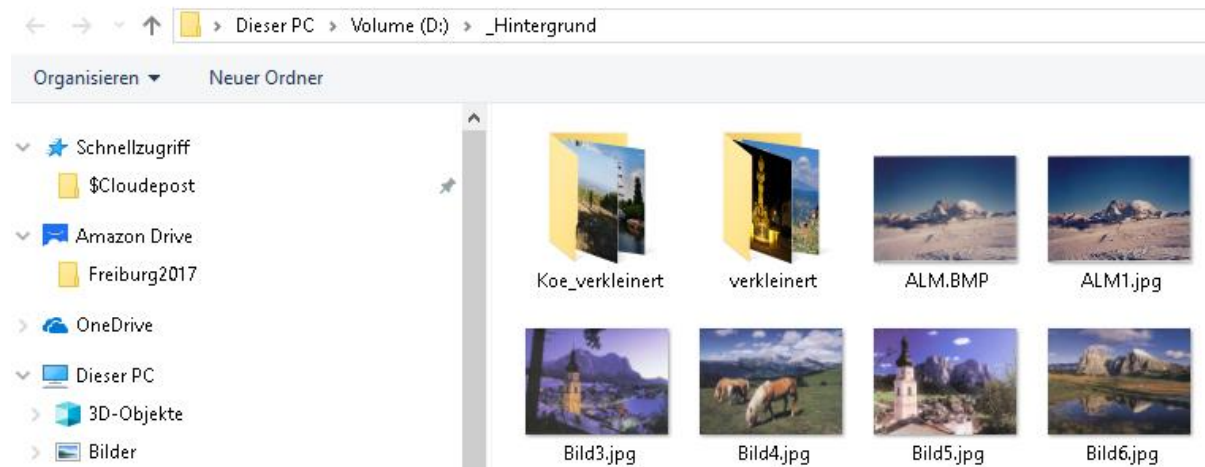 Dieser PC > Volume (D:) > _Hintergrund
Organisieren Neuer Ordner
Schnellzugriff
$Cloudepost
Amazon Drive
Freiburg2017
OneDrive
Dieser PC
3D-Objekte
Bilder
Koe_verkleinert verkleinert ALM.BMP ALM1.jpg
Bild3.jpg Bild4.jpg Bild5.jpg Bild6.jpg